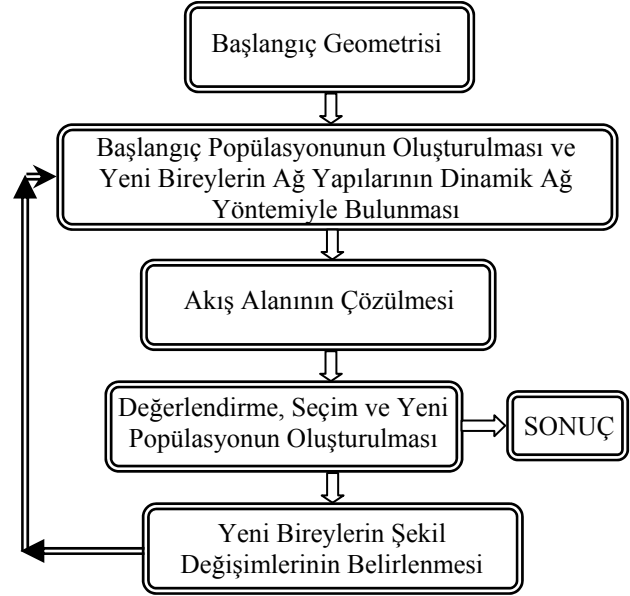 Başlangıç Geometrisi
Başlangıç Popülasyonunun Oluşturulması ve
Yeni Bireylerin Ağ Yapılarının Dinamik Ağ
Yöntemiyle Bulunması
Akış Alanının Çözülmesi
Değerlendirme, Seçim ve Yeni
Popülasyonun Oluşturulması
SONUÇ
Yeni Bireylerin Şekil
Değişimlerinin Belirlenmesi